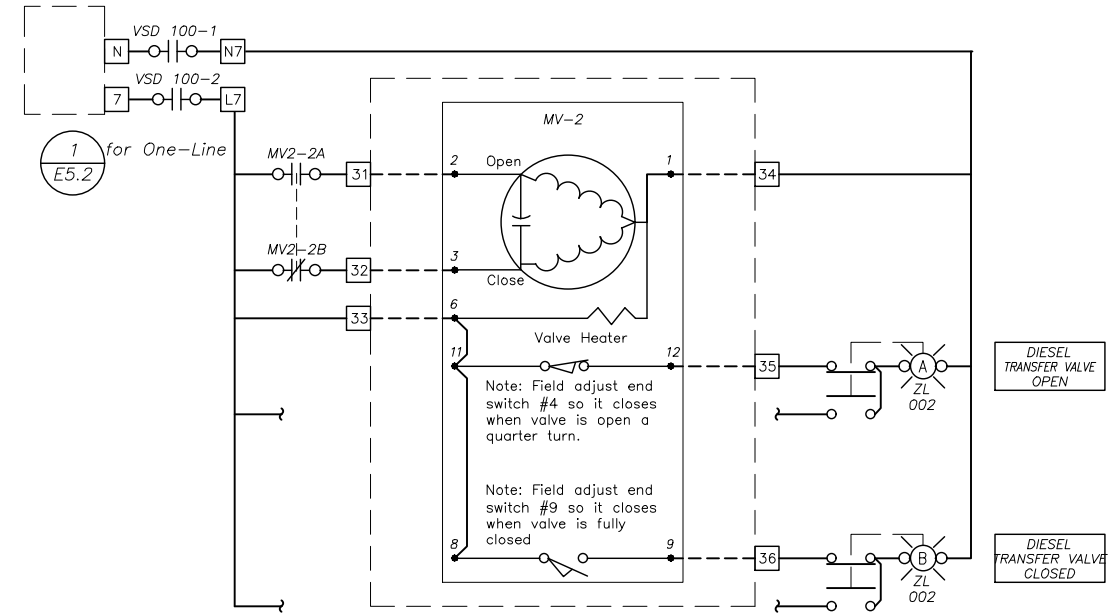 VSD 100-1
N
N7
VSD 100-2
7
L7
1
E5.2
for One-Line
MV2-2A
31
MV-2
2
Open
1
34
MV2-2B
32
3
Close
33
6
Valve Heater
11
12
35
A
ZL
002
DIESEL
TRANSFER VALVE
OPEN
Note: Field adjust end
switch #4 so it closes
when valve is open a
quarter turn.
Note: Field adjust end
switch #9 so it closes
when valve is fully
closed
8
9
36
B
ZL
002
DIESEL
TRANSFER VALVE
CLOSED